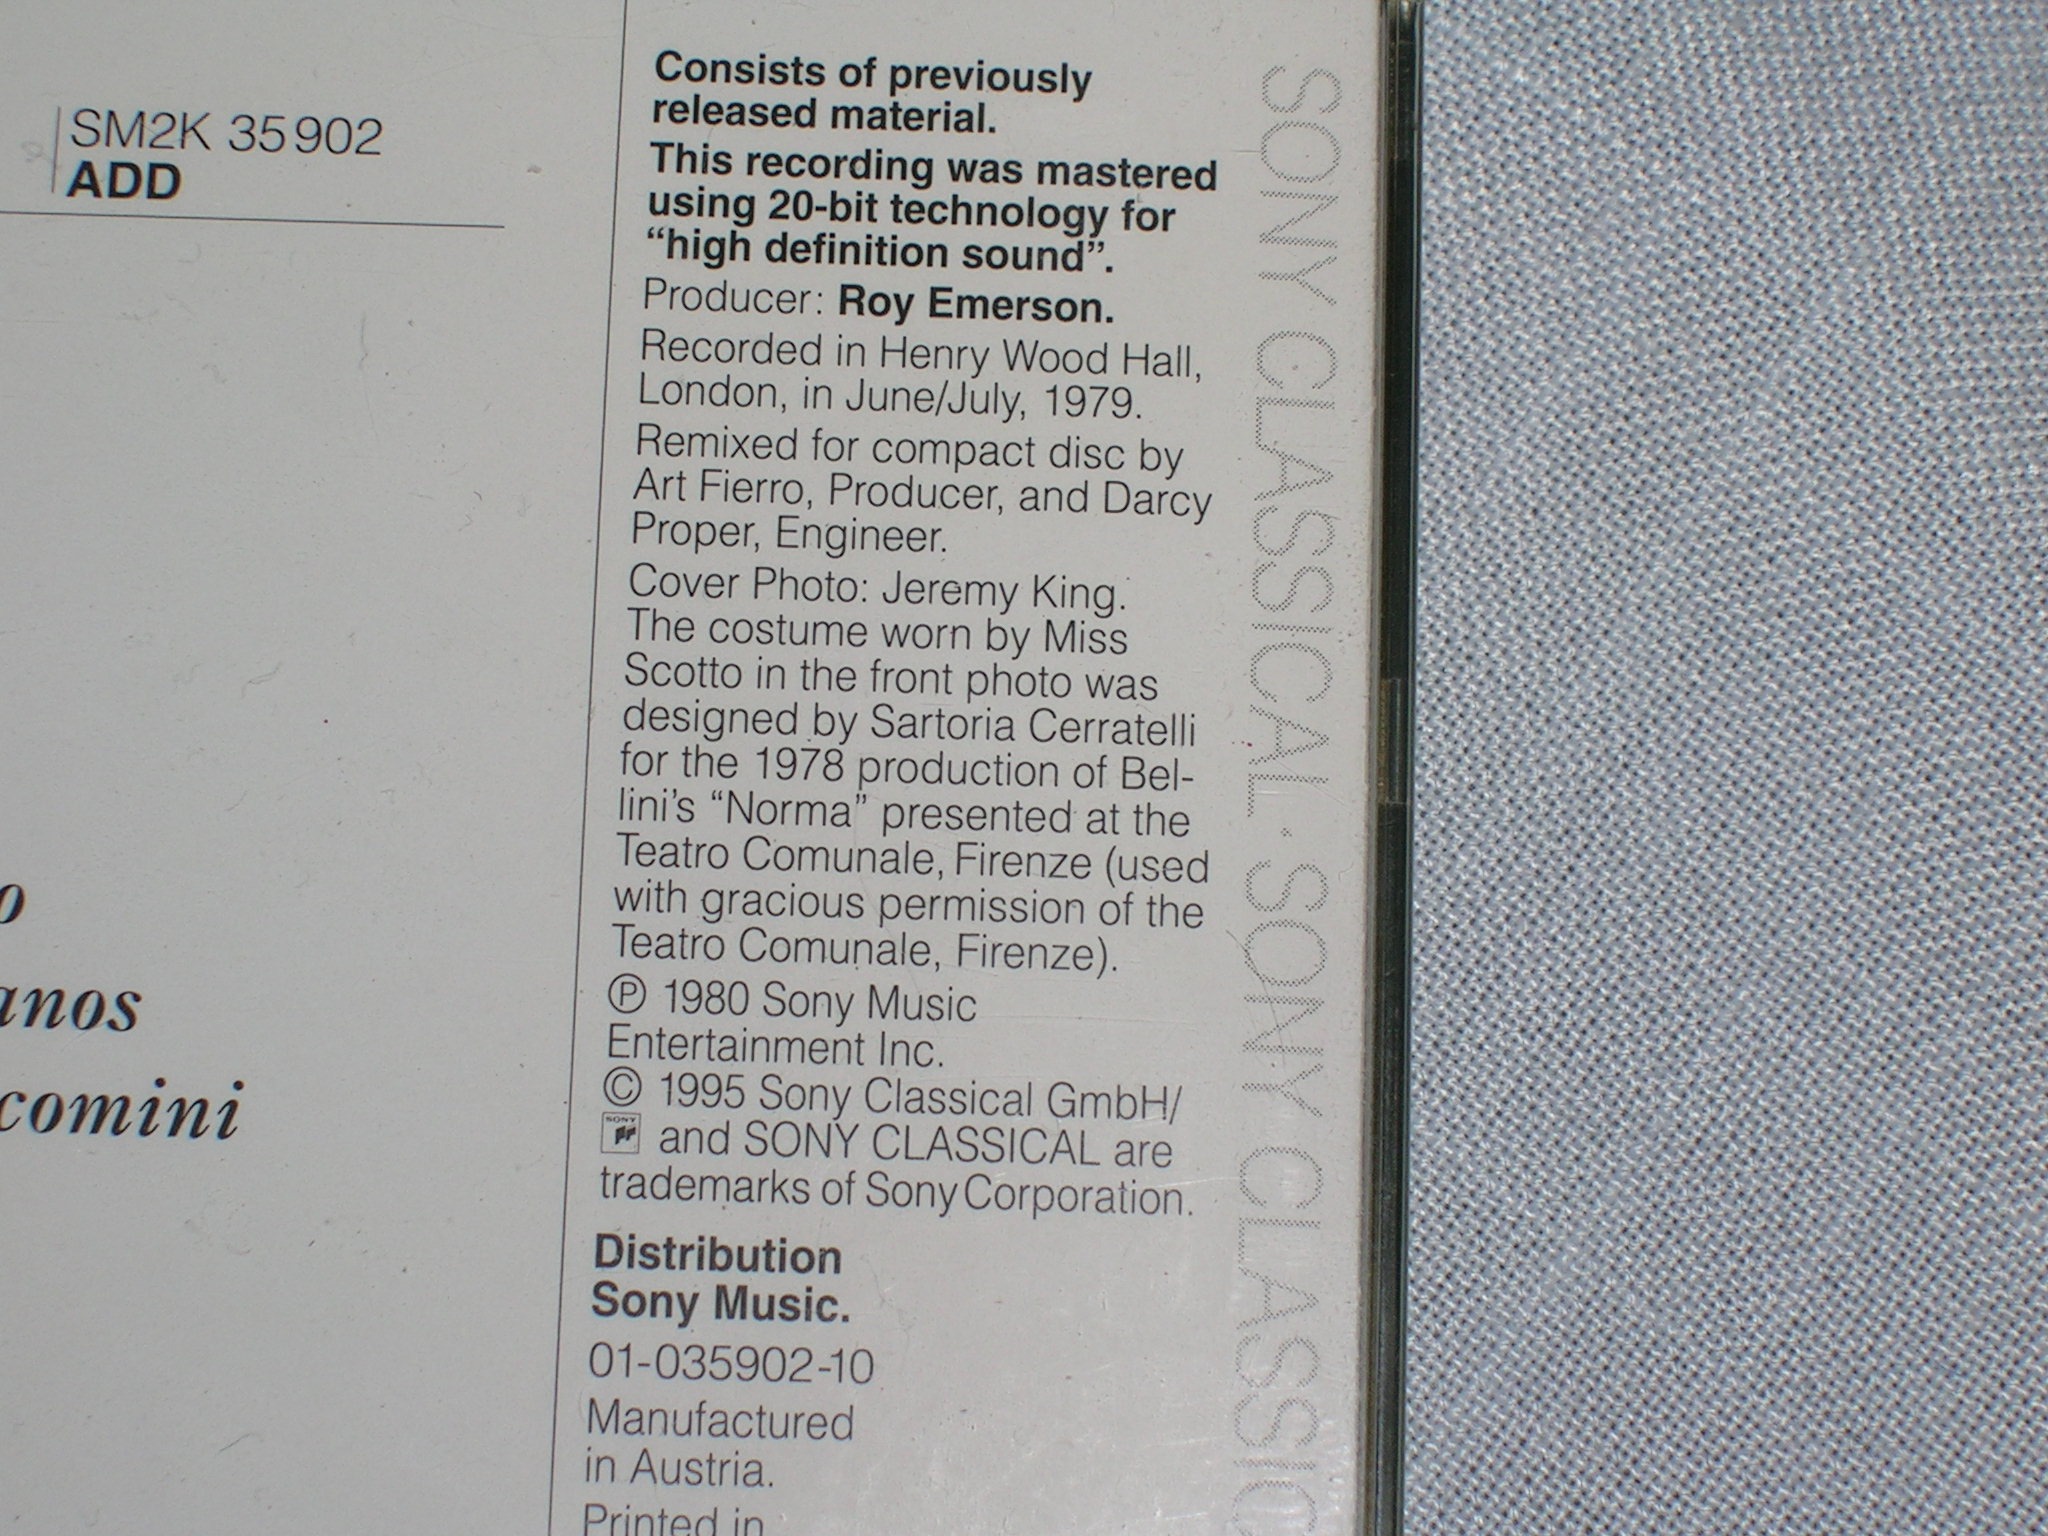 SM2K 35902
ADD
Consists of previously
released material.
This recording was mastered
using 20-bit technology for
“high definition sound”.
Producer: Roy Emerson.
Recorded in Henry Wood Hall,
London, in June/July, 1979.
Remixed for compact disc by
Art Fierro, Producer, and Darcy
Proper, Engineer.
Cover Photo: Jeremy King.
The costume worn by Miss
Scotto in the front photo was
designed by Sartoria Cerratelli
for the 1978 production of Bel-
lini’s “Norma” presented at the
Teatro Comunale, Firenze (used
with gracious permission of the
Teatro Comunale, Firenze).
℗ 1980 Sony Music
Entertainment Inc.
© 1995 Sony Classical GmbH/
SONY and SONY CLASSICAL are
trademarks of Sony Corporation.
Distribution
Sony Music.
01-035902-10
Manufactured
in Austria.
Printed in
o
anos
comini
SONY CLASSICAL · SONY CLASSIC